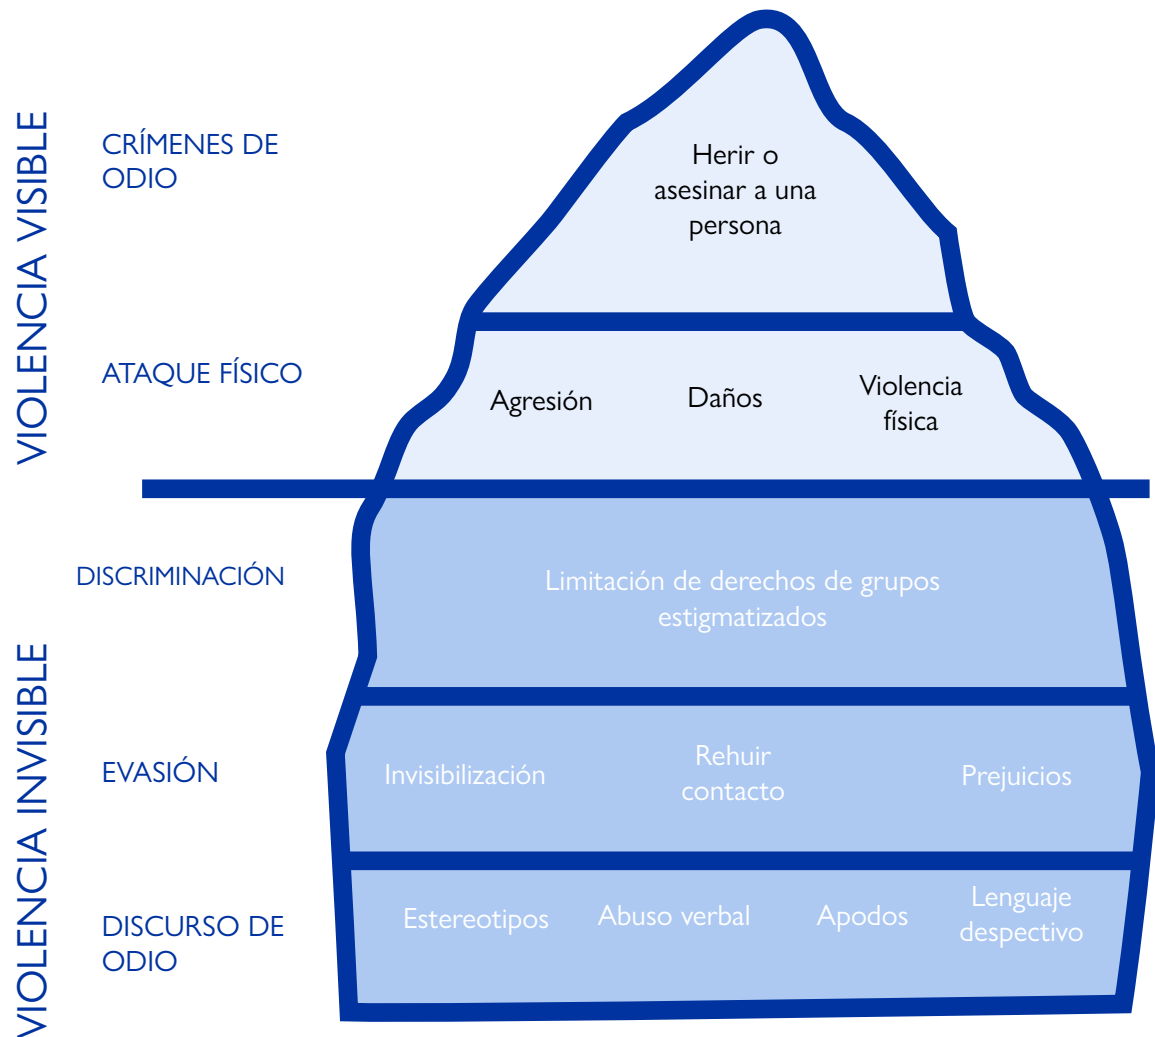 VIOLENCIA VISIBLE
CRÍMENES DE
ODIO
Herir o
asesinar a una
persona
ATAQUE FÍSICO
Agresión
Daños
Violencia
física
VIOLENCIA INVISIBLE
DISCRIMINACIÓN
Limitación de derechos de grupos
estigmatizados
EVASIÓN
Invisibilización
Rehuir
contacto
Prejuicios
DISCURSO DE
ODIO
Estereotipos
Abuso verbal
Apodos
Lenguaje
despectivo